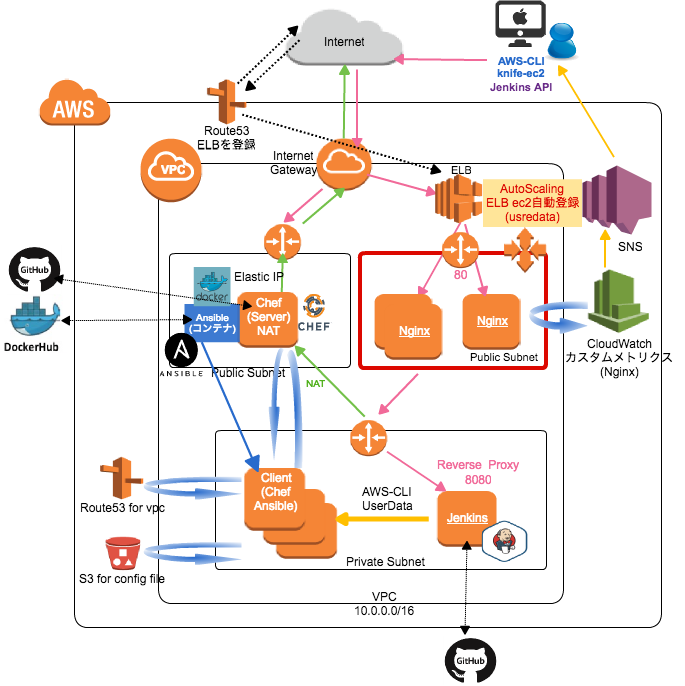 Internet
AWS-CLI
knife-ec2
Jenkins API
AWS
Route53
ELBを登録
Internet
Gateway
VPC
ELB
AutoScaling
ELB ec2自動登録
(usredata)
SNS
80
GitHub
Elastic IP
docker
Chef
(Server)
NAT
CHEF
Ansible
(コンテナ)
DockerHub
ANSIBLE
Public Subnet
Nginx
Nginx
Public Subnet
CloudWatch
カスタムメトリクス
(Nginx)
NAT
Reverse Proxy
8080
Client
(Chef
Ansible)
AWS-CLI
UserData
Jenkins
Route53 for vpc
S3 for config file
Private Subnet
VPC
10.0.0.0/16
GitHub